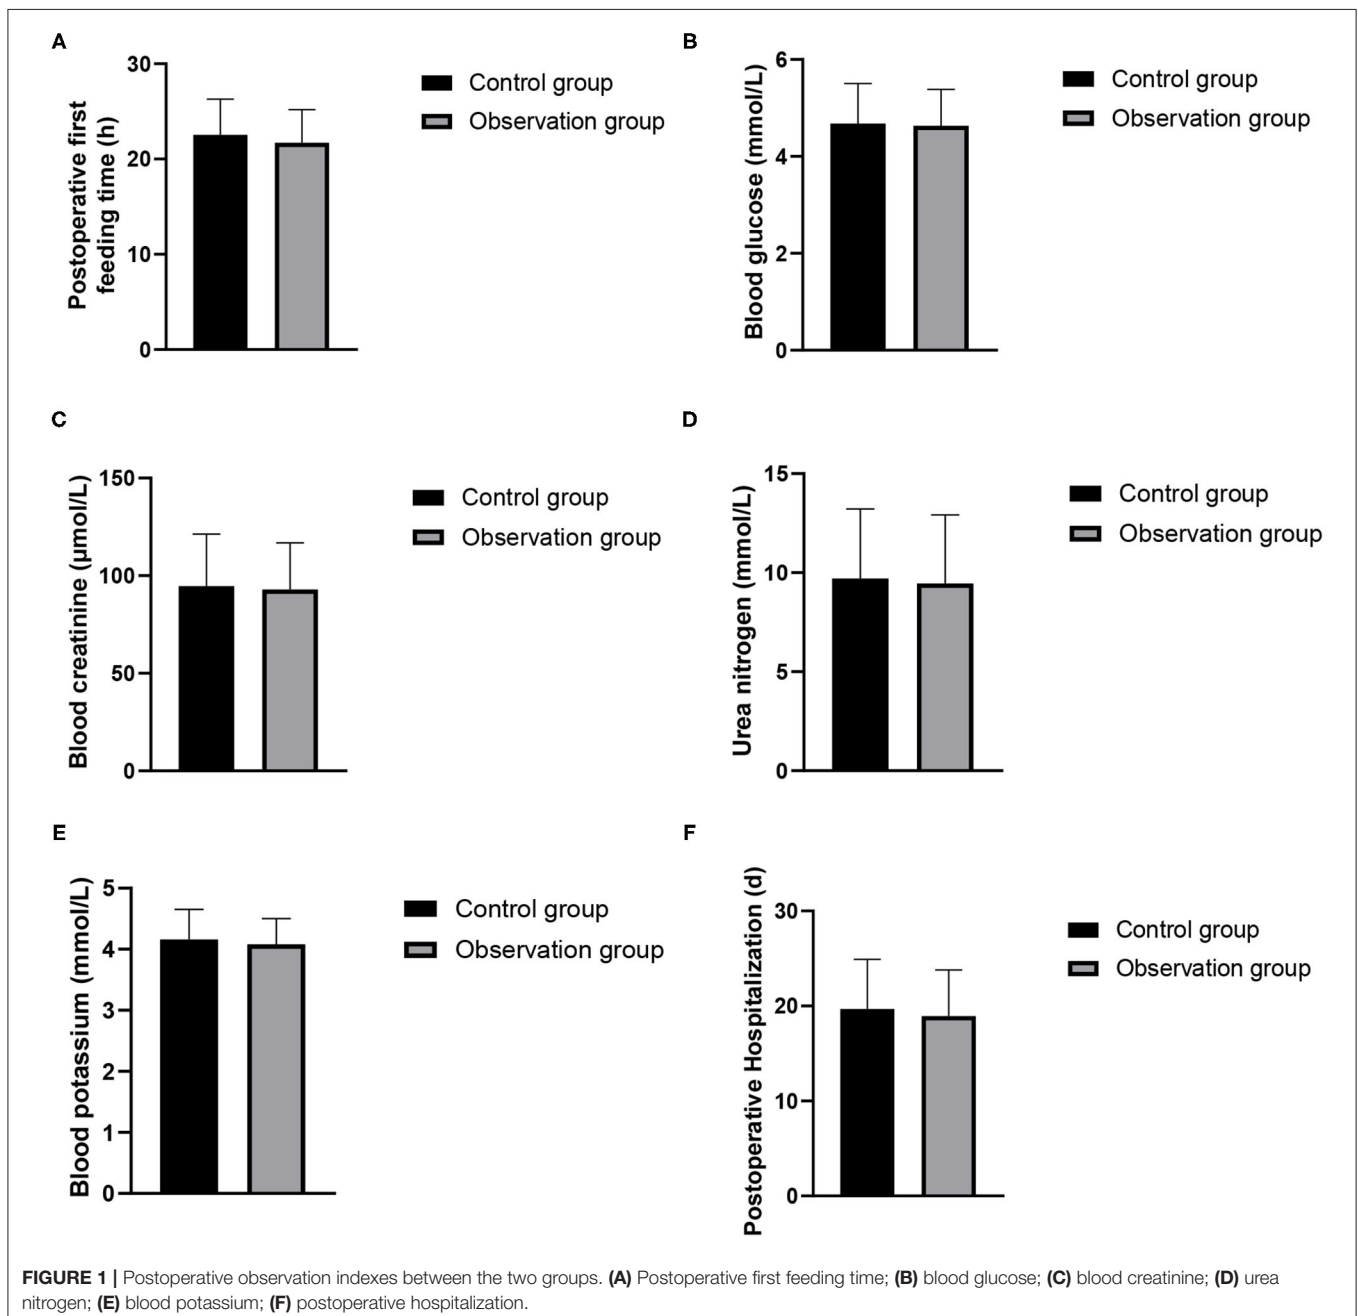 A
Postoperative first
feeding time (h)
30
20
10
0
Control group
Observation group
B
Blood glucose (mmol/L)
6
4
2
0
Control group
Observation group
C
Blood creatinine (μmol/L)
150
100
50
0
Control group
Observation group
D
Urea nitrogen (mmol/L)
15
10
5
0
Control group
Observation group
E
Blood potassium (mmol/L)
5
4
3
2
1
0
Control group
Observation group
F
Postoperative Hospitalization (d)
30
20
10
0
Control group
Observation group
FIGURE 1 | Postoperative observation indexes between the two groups. (A) Postoperative first feeding time; (B) blood glucose; (C) blood creatinine; (D) urea
nitrogen; (E) blood potassium; (F) postoperative hospitalization.